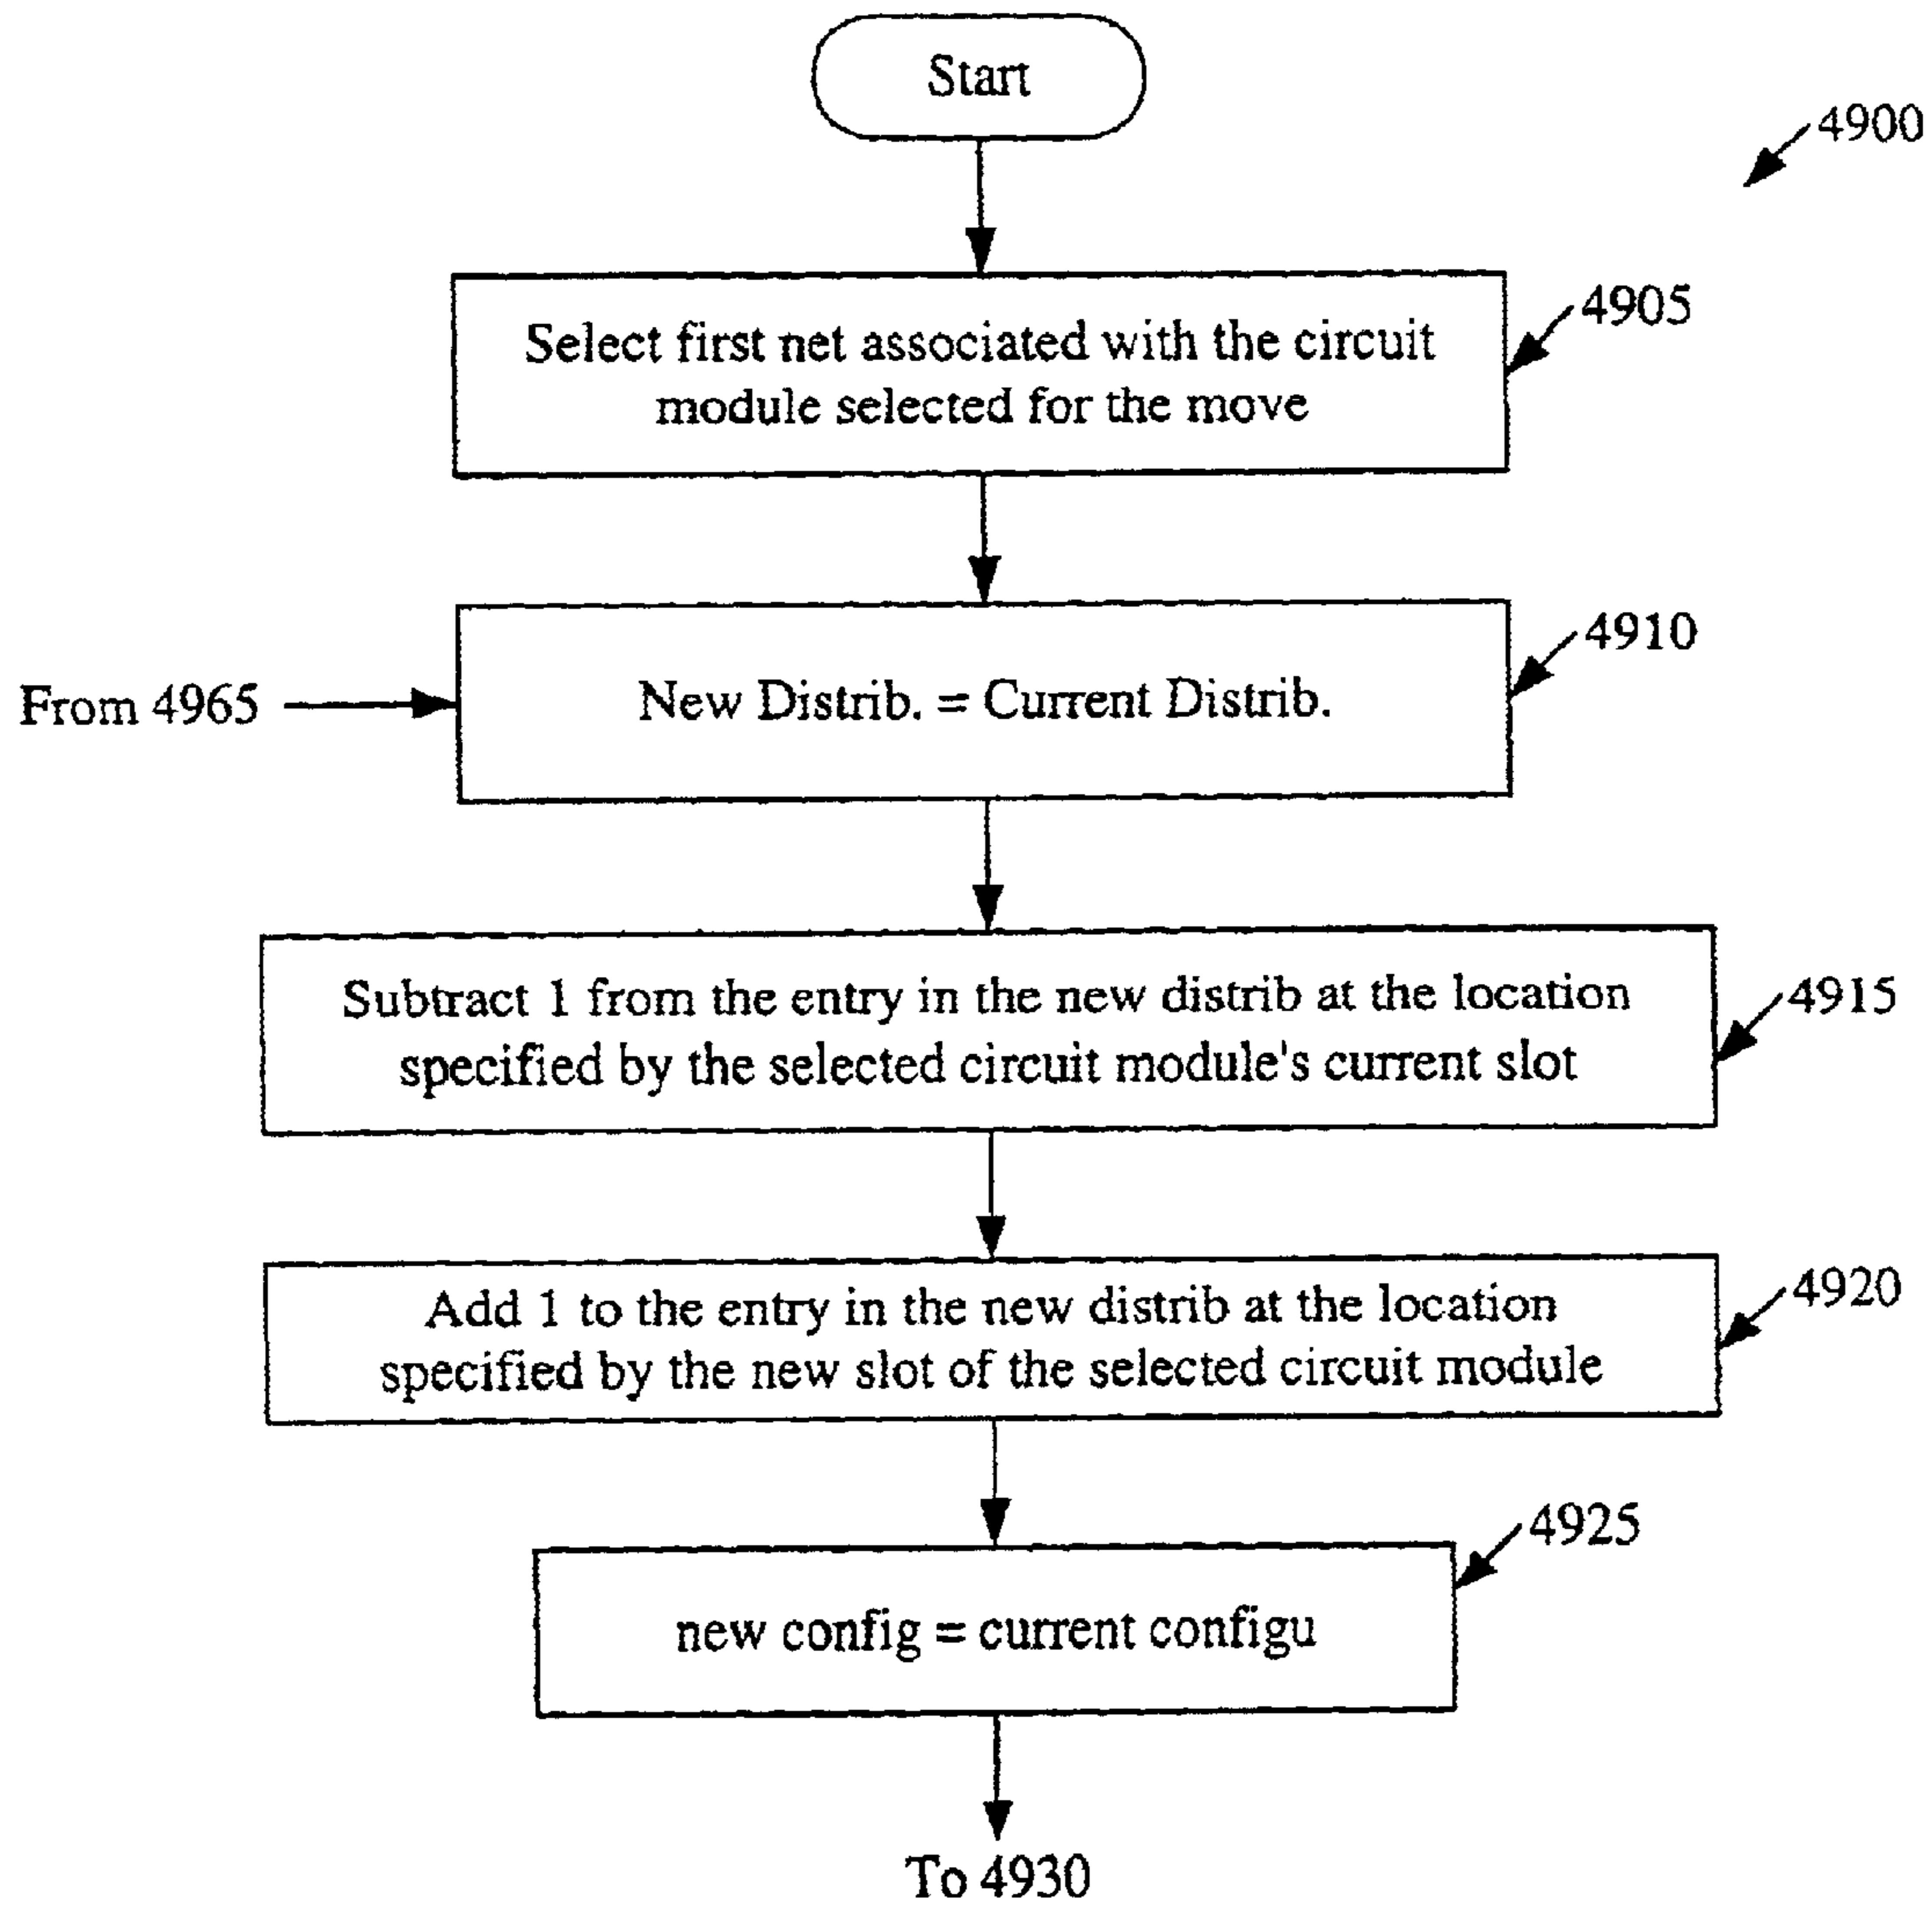 Start
4900
Select first net associated with the circuit
module selected for the move
4905
New Distrib. = Current Distrib.
4910
From 4965
Subtract 1 from the entry in the new distrib at the location
specified by the selected circuit module's current slot
4915
Add 1 to the entry in the new distrib at the location
specified by the new slot of the selected circuit module
4920
new config = current configu
4925
To 4930